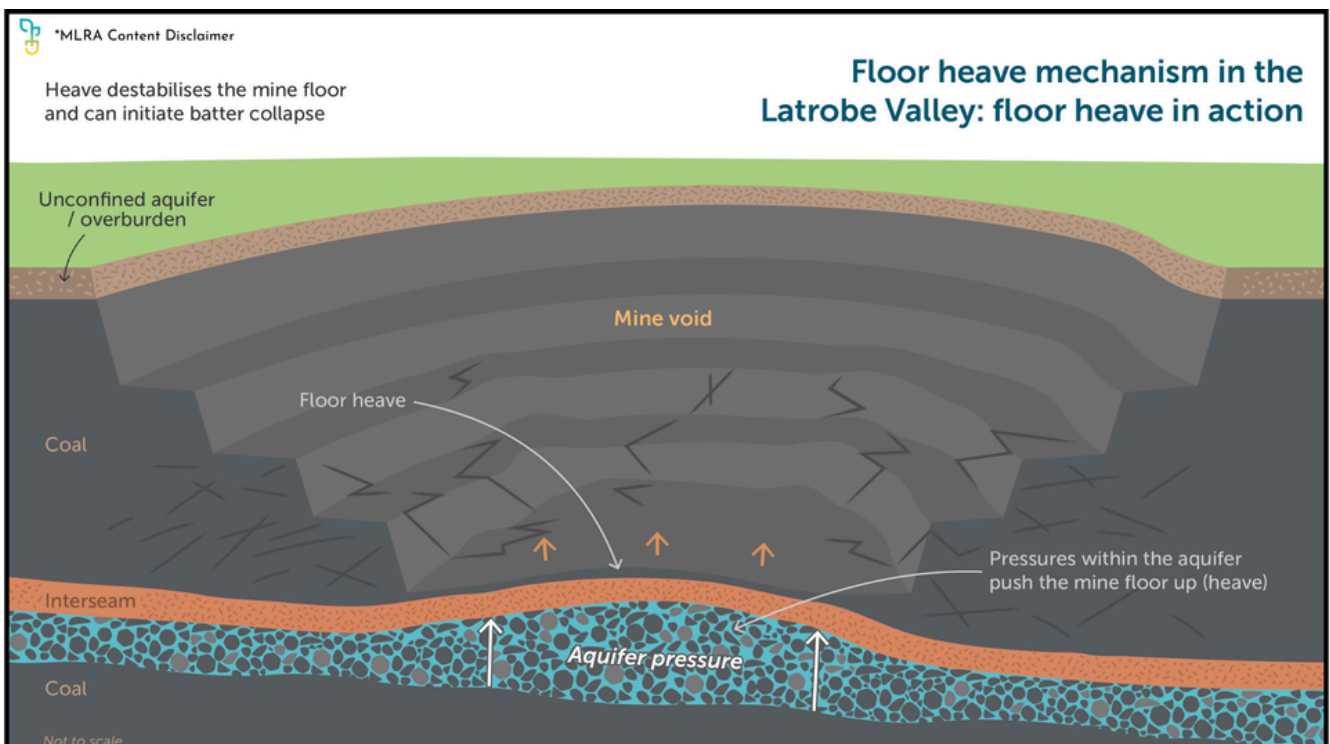 *MLRA Content Disclaimer
Heave destabilises the mine floor
and can initiate batter collapse
Floor heave mechanism in the
Latrobe Valley: floor heave in action
Unconfined aquifer
/ overburden
Mine void
Floor heave
Coal
Pressures within the aquifer
push the mine floor up (heave)
Interseam
Aquifer pressure
Coal
Not to scale